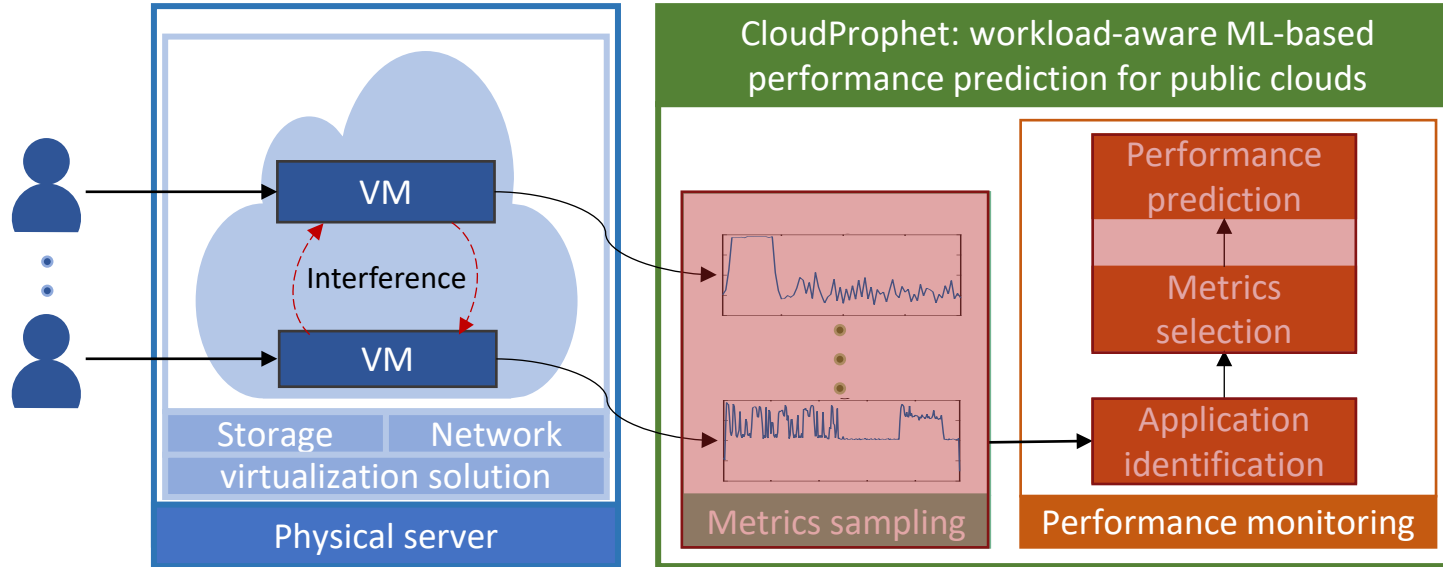 VM
Interference
VM
Storage
Network
virtualization solution
Physical server
CloudProphet: workload-aware ML-based
performance prediction for public clouds
Metrics sampling
Performance
prediction
Metrics
selection
Application
identification
Performance monitoring